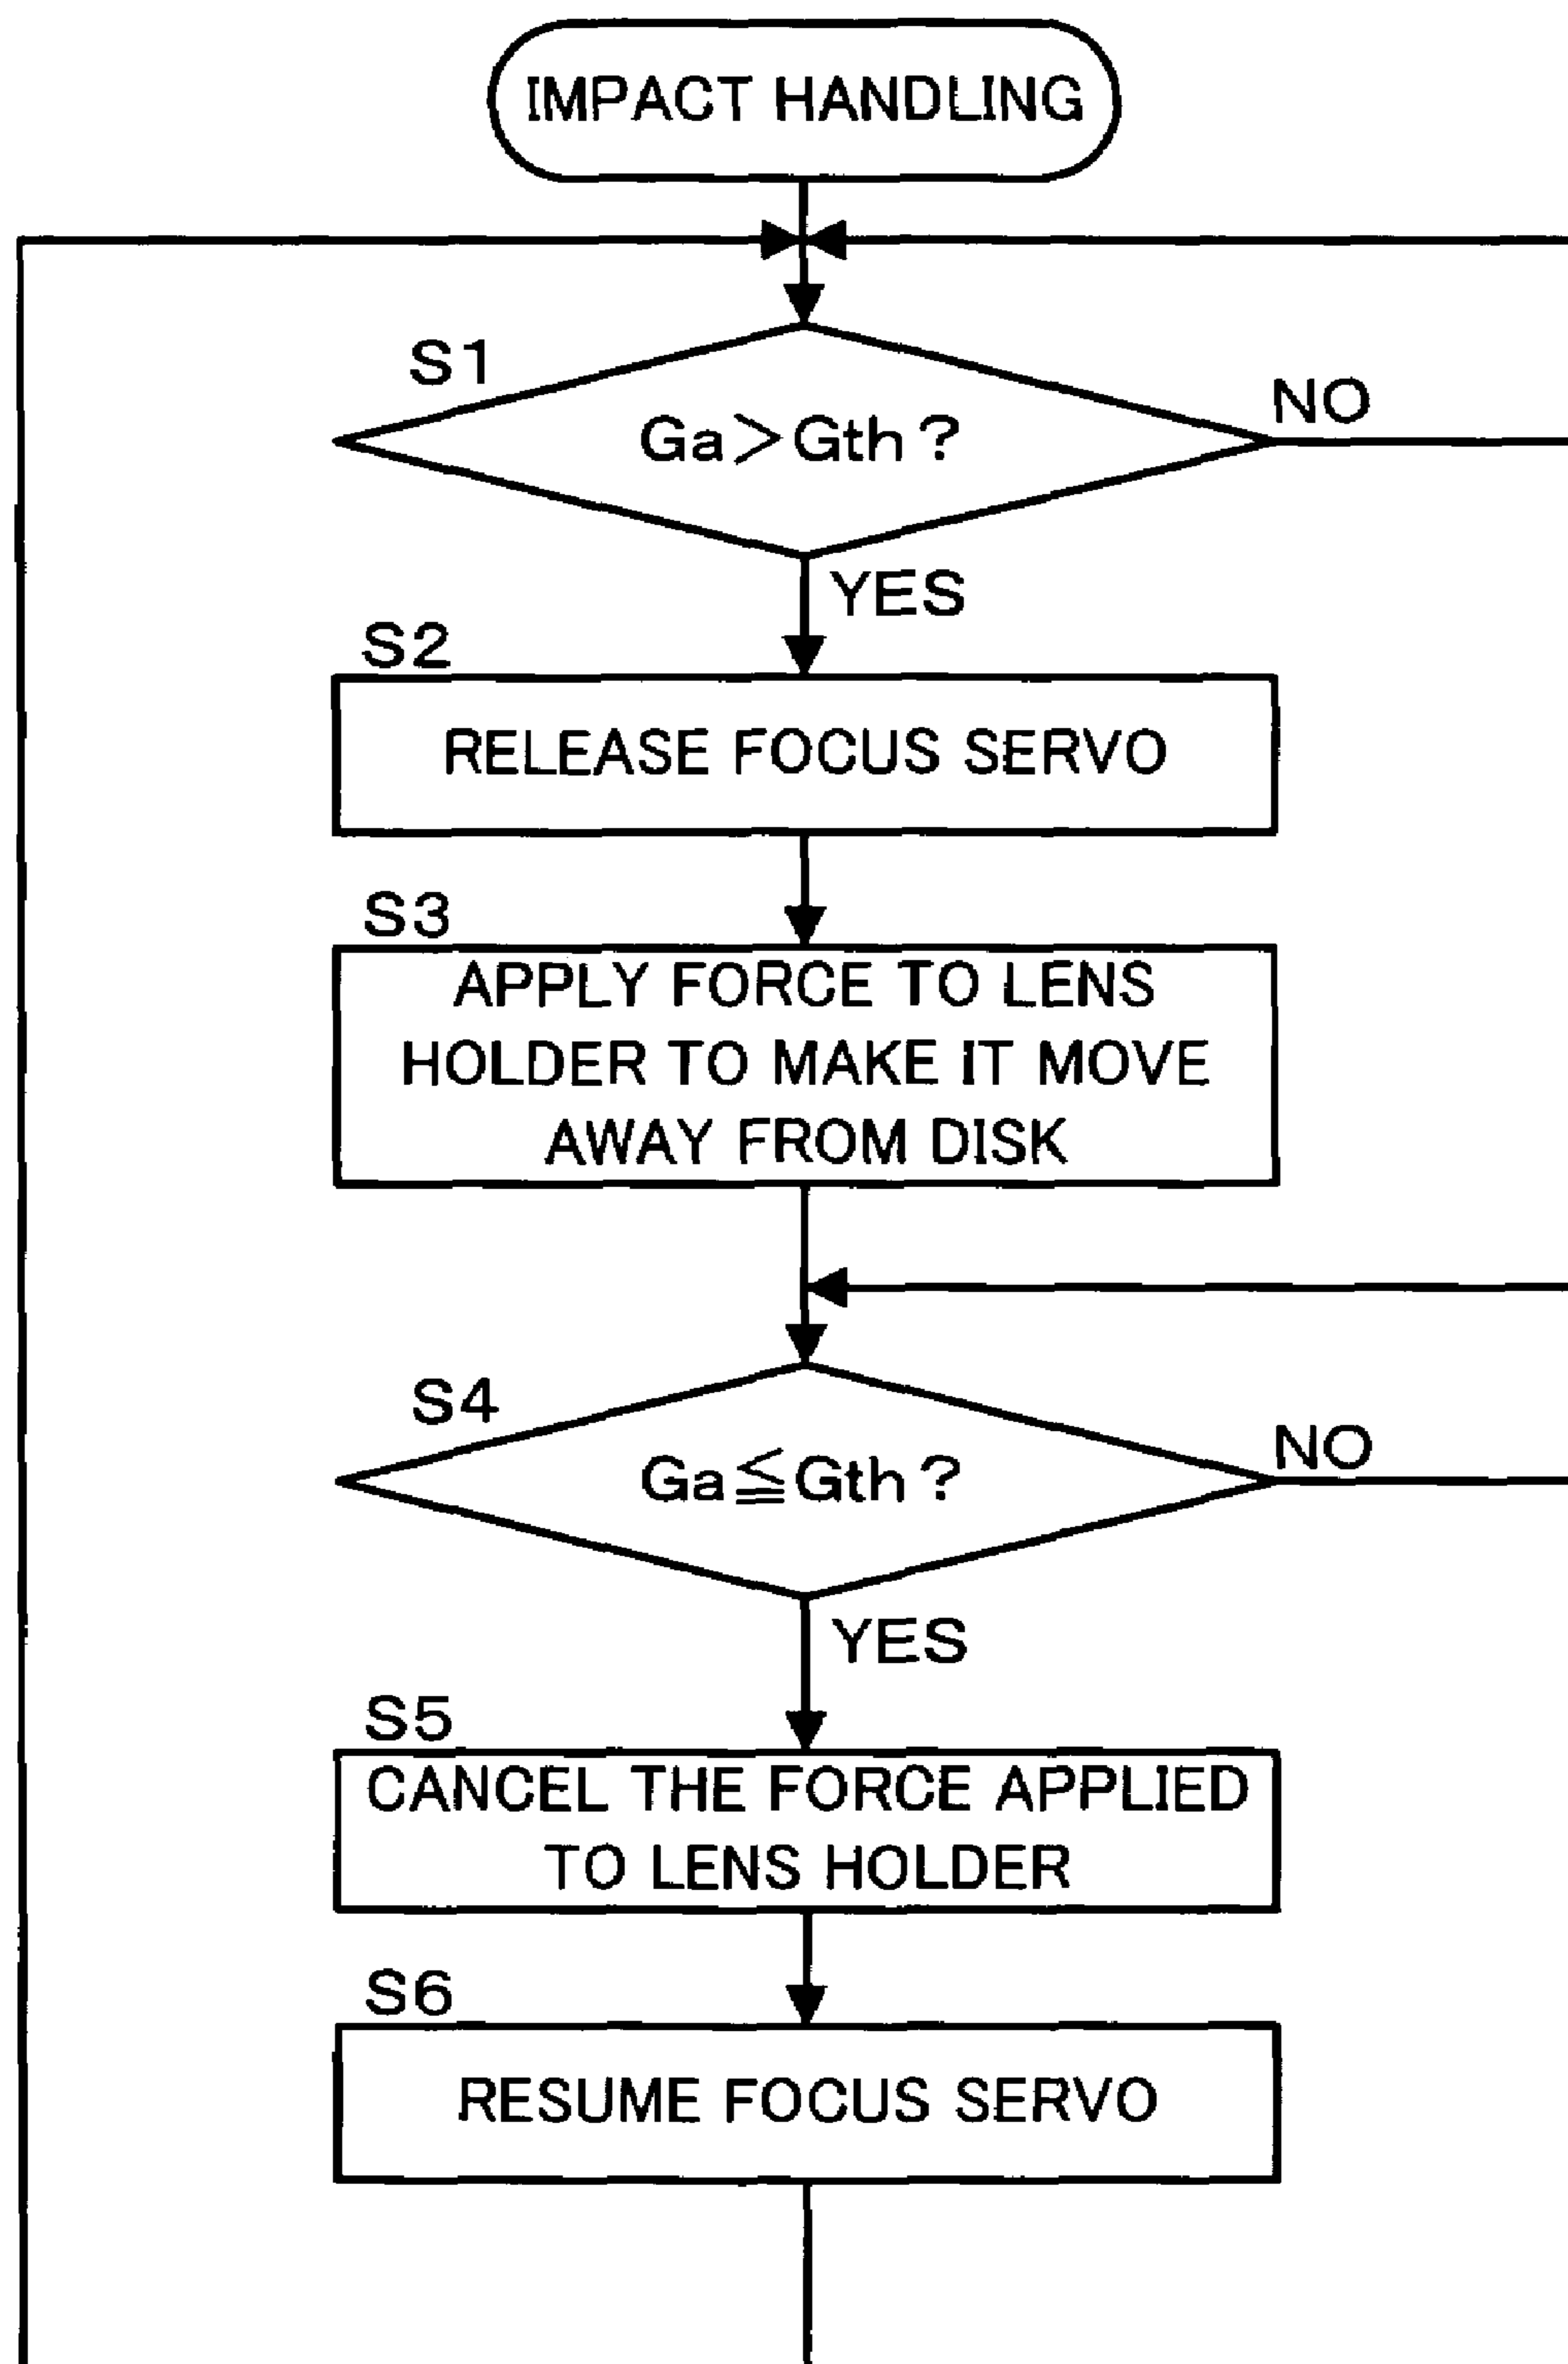 IMPACT HANDLING
S1
Ga>Gth?
NO
YES
S2
RELEASE FOCUS SERVO
S3
APPLY FORCE TO LENS
HOLDER TO MAKE IT MOVE
AWAY FROM DISK
S4
Ga≦Gth?
NO
YES
S5
CANCEL THE FORCE APPLIED
TO LENS HOLDER
S6
RESUME FOCUS SERVO